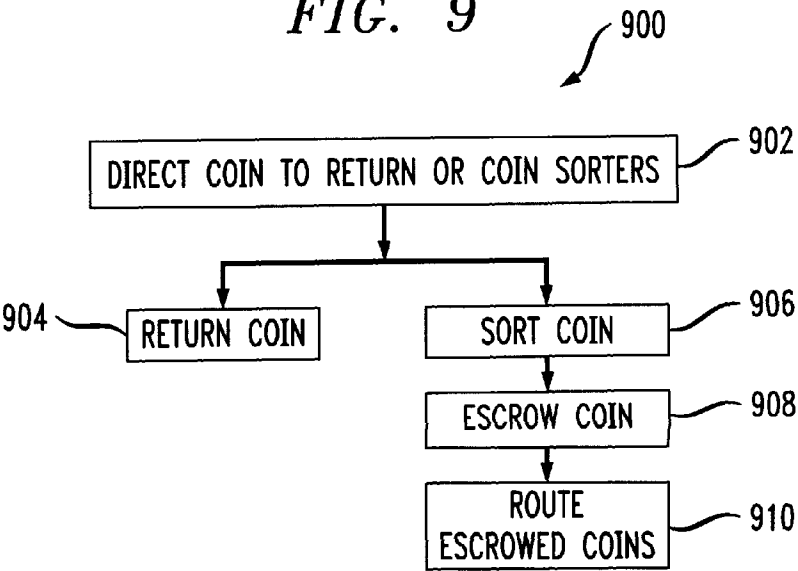 FIG. 9
900
DIRECT COIN TO RETURN OR COIN SORTERS
902
904
RETURN COIN
SORT COIN
906
ESCROW COIN
908
ROUTE
ESCROWED COINS
910